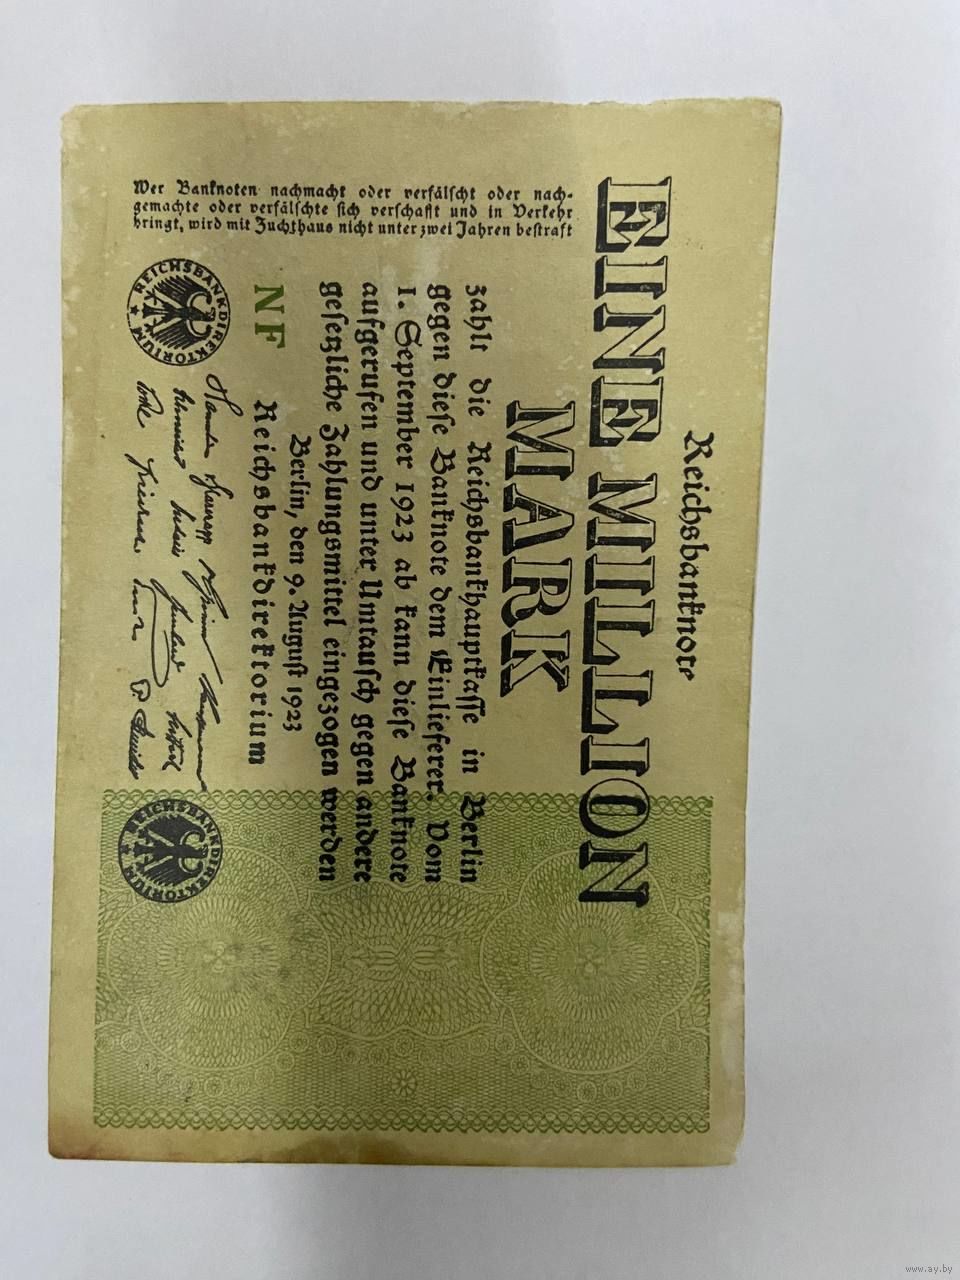 Reichsbanknote
EINE MILLION
MARK
zahlt die Reichsbankhauptkasse in Berlin
gegen diese Banknote dem Einlieferer. Vom
1. September 1923 ab kann diese Banknote
aufgerufen und unter Umtausch gegen andere
gesetzliche Zahlungsmittel eingezogen werden
Berlin, den 9. August 1923
Reichsbankdirektorium
NF
REICHSBANKDIREKTORIUM
REICHSBANKDIREKTORIUM
Wer Banknoten nachmacht oder verfälscht oder nach-
gemachte oder verfälschte sich verschafft und in Verkehr
bringt, wird mit Zuchthaus nicht unter zwei Jahren bestraft
www.ay.by